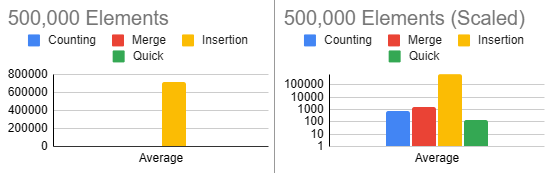 500,000 Elements
Counting Merge Insertion
Quick
800000
600000
400000
200000
0
Average
500,000 Elements (Scaled)
Counting Merge Insertion
Quick
100000
10000
1000
100
10
1
Average